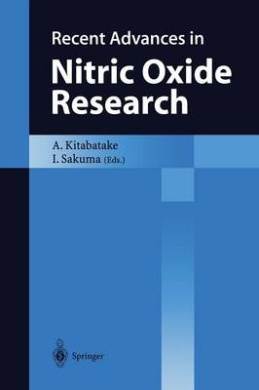 Recent Advances in
Nitric Oxide
Research
A. Kitabatake
I. Sakuma (Eds.)
Springer